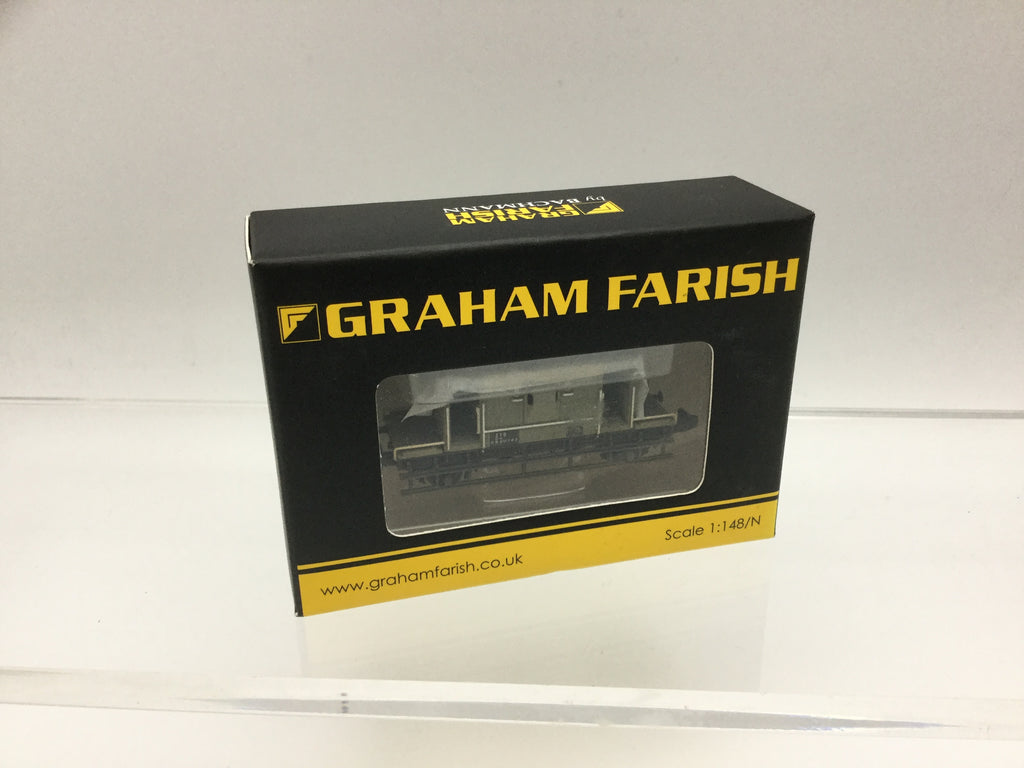 GRAHAM
FARISH
by BACHMANN
GRAHAM FARISH
www.grahamfarish.co.uk
Scale 1:148/N